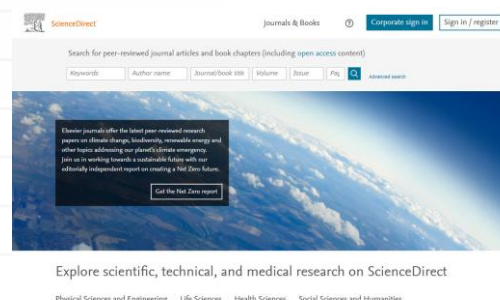 ScienceDirect
Journals & Books
?
Corporate sign in
Sign in / register
Search for peer-reviewed journal articles and book chapters (including open access content)
Keywords
Author name
Journal/book title
Volume
Issue
Advanced search
Elsevier journals offer the latest peer-reviewed research
papers on climate change, biodiversity, renewable energy and
other topics addressing our planet's climate emergency.
Join us in working towards a sustainable future with our
editorially independent report on creating a Net Zero future.
Get the Net Zero report
Explore scientific, technical, and medical research on ScienceDirect
Physical Sciences and Engineering
Life Sciences
Health Sciences
Social Sciences and Humanities